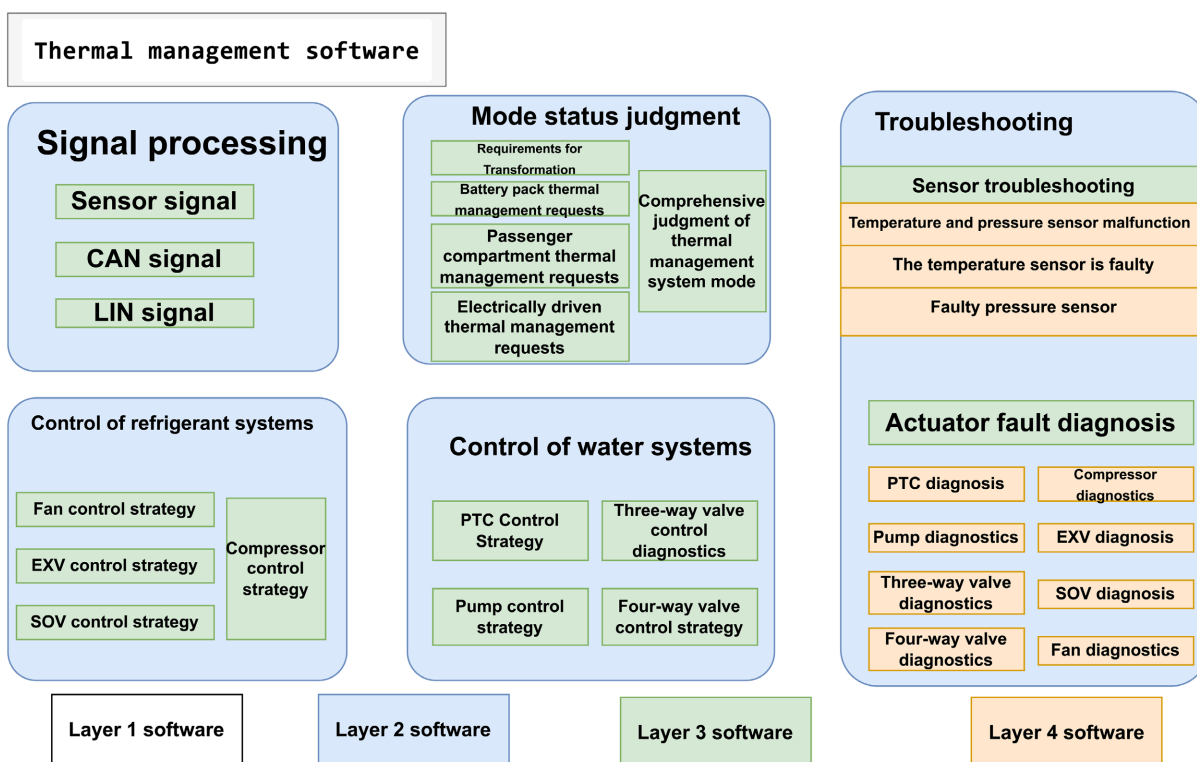 Thermal management software
Signal processing
Sensor signal
CAN signal
LIN signal
Mode status judgment
Requirements for
Transformation
Battery pack thermal
management requests
Passenger
compartment thermal
management requests
Electrically driven
thermal management
requests
Comprehensive
judgment of
thermal
management
system mode
Troubleshooting
Sensor troubleshooting
Temperature and pressure sensor malfunction
The temperature sensor is faulty
Faulty pressure sensor
Actuator fault diagnosis
PTC diagnosis
Compressor
diagnostics
Pump diagnostics
EXV diagnosis
Three-way valve
diagnostics
SOV diagnosis
Four-way valve
diagnostics
Fan diagnostics
Control of refrigerant systems
Fan control strategy
EXV control strategy
SOV control strategy
Compressor
control
strategy
Control of water systems
PTC Control
Strategy
Three-way valve
control
diagnostics
Pump control
strategy
Four-way valve
control strategy
Layer 1 software
Layer 2 software
Layer 3 software
Layer 4 software